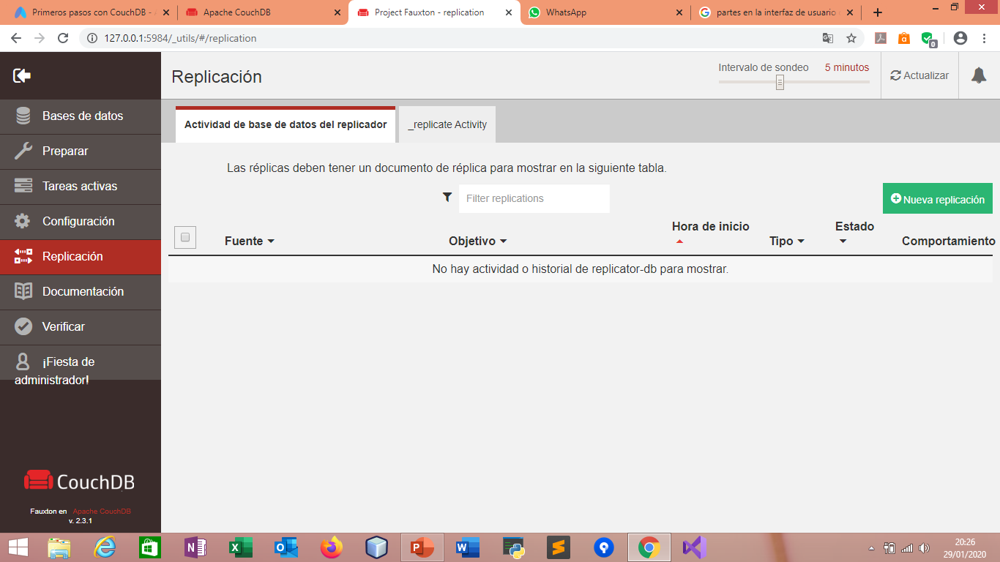 Primeros pasos con CouchDB - A
Apache CouchDB
Project Fauxton - replication
WhatsApp
partes en la interfaz de usuario
127.0.0.1:5984/_utils/#/replication
0
Replicación
Intervalo de sondeo 5 minutos
Actualizar
Bases de datos
Preparar
Tareas activas
Configuración
Replicación
Documentación
Verificar
¡Fiesta de
administrador!
Actividad de base de datos del replicador
_replicate Activity
Las réplicas deben tener un documento de réplica para mostrar en la siguiente tabla.
Filter replications
Nueva replicación
Fuente Objetivo Hora de inicio Tipo Estado Comportamiento
No hay actividad o historial de replicator-db para mostrar.
CouchDB
Fauxton en Apache CouchDB
v. 2.3.1
20:26
29/01/2020